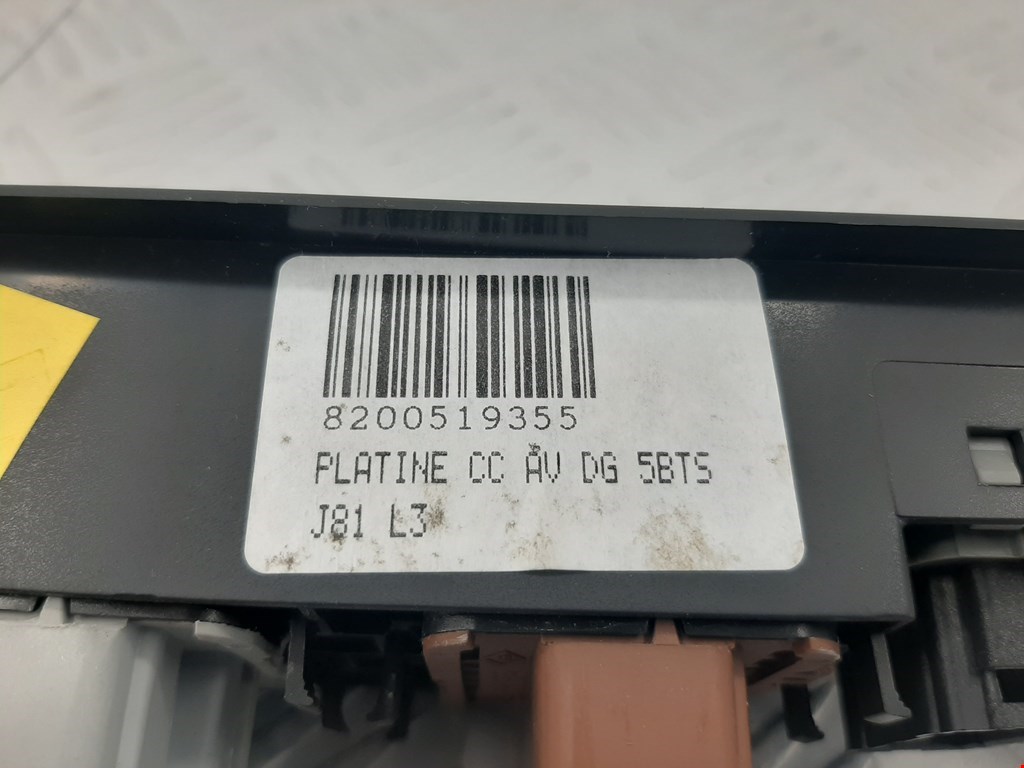 8200519355
PLATINE CC AV DG 5BTS
J81 L3